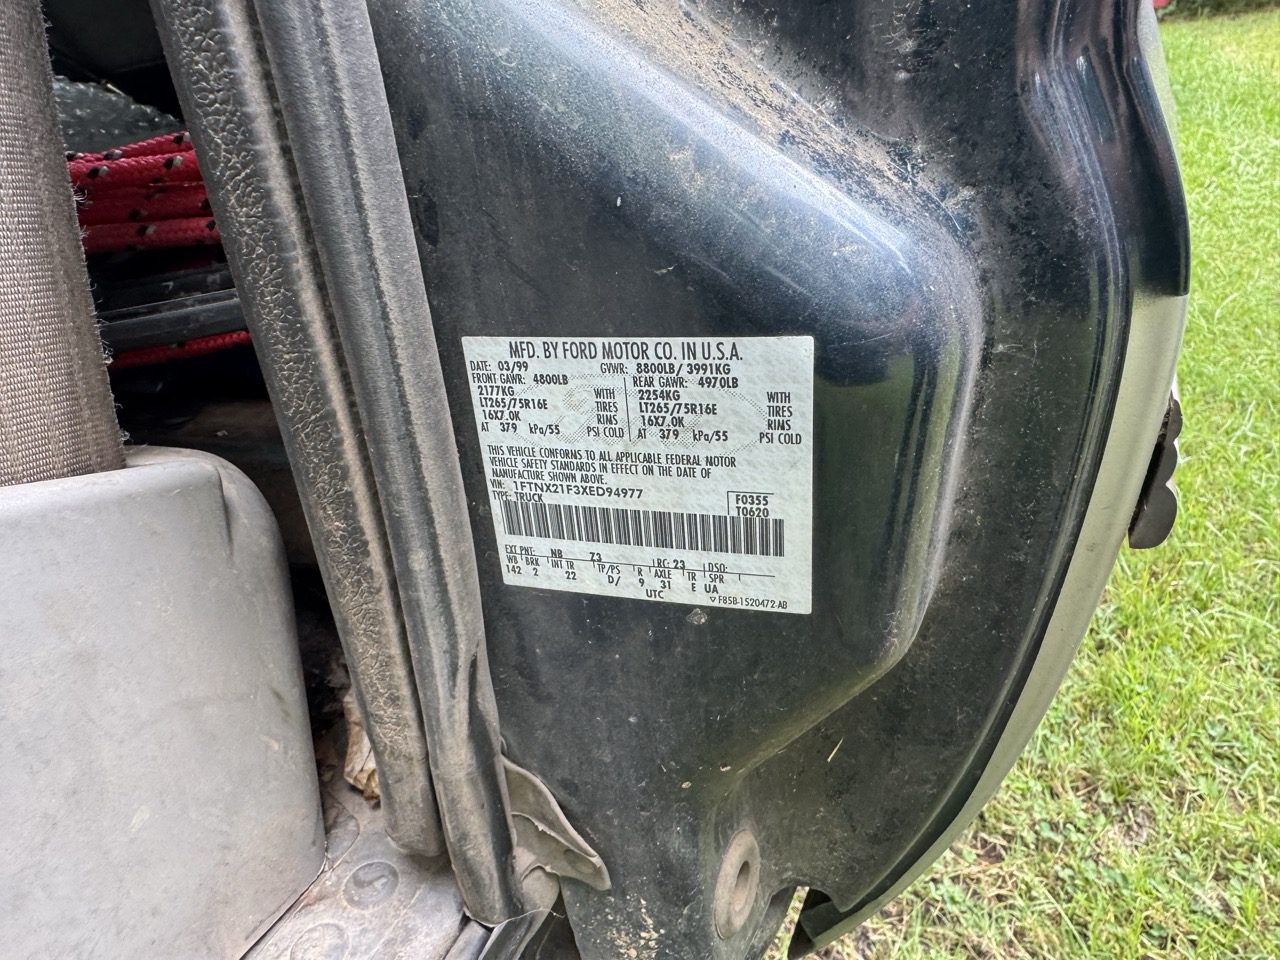 MFD. BY FORD MOTOR CO. IN U.S.A.
DATE: 03/99 GVWR: 8800LB/ 3991KG
FRONT GAWR: 4800LB REAR GAWR: 4970LB
2177KG WITH 2254KG WITH
LT265/75R16E TIRES LT265/75R16E TIRES
16X7.0K RINS 16X7.0K RINS
AT 379 kPa/55 PSI COLD AT 379 kPa/55 PSI COLD
THIS VEHICLE CONFORMS TO ALL APPLICABLE FEDERAL MOTOR
VEHICLE SAFETY STANDARDS IN EFFECT ON THE DATE OF
MANUFACTURE SHOWN ABOVE.
VIN: 1FTNX21F3XED94977 F0355
TYPE: TRUCK T0620
EXT PNT: NB Z3 RC: 23 DSO:
WB BRK INT TR TP/PS R AXLE TR SPR
142 2 22 D/ 9 31 E UA
UTC F85B-1520472-AB